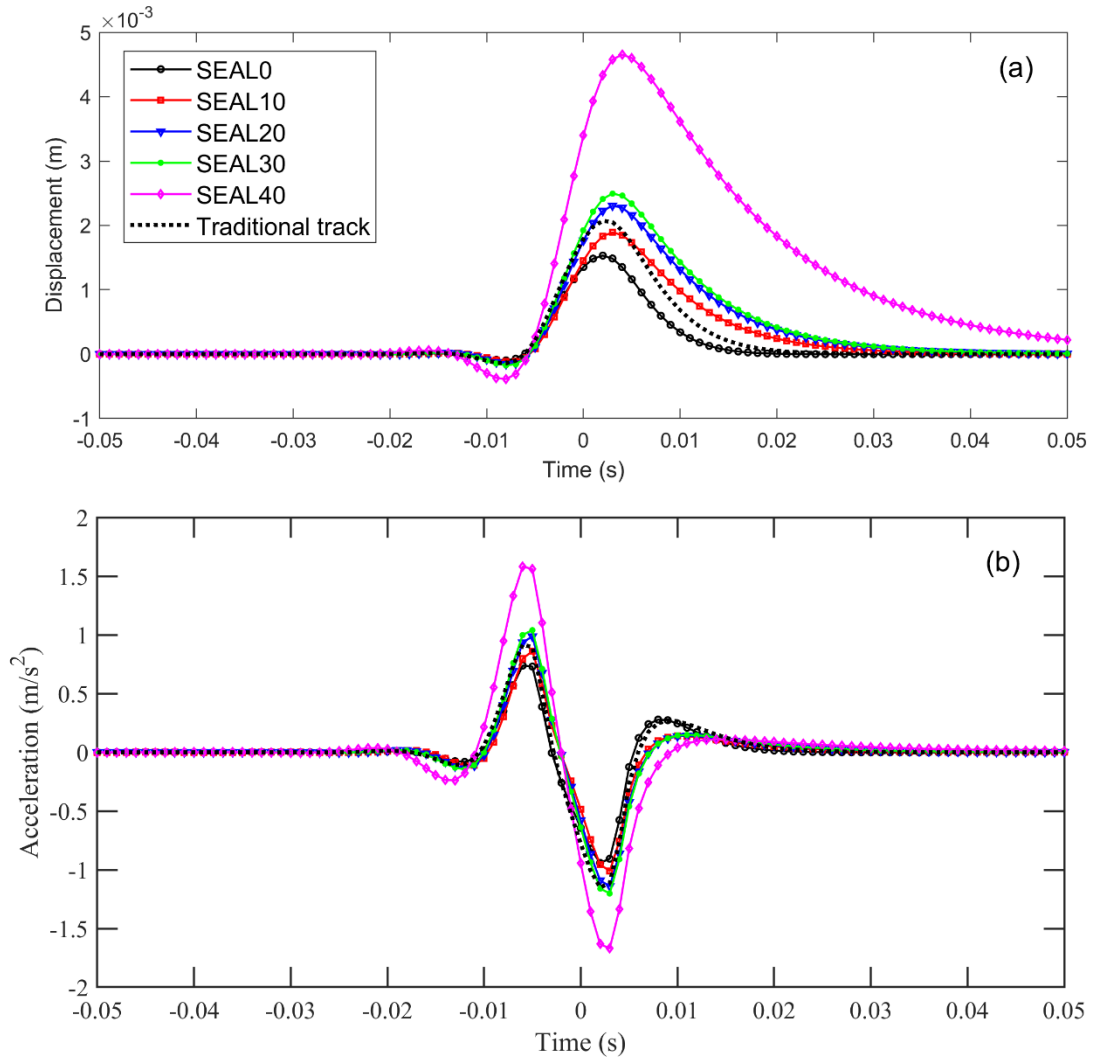 ×10⁻³
5
4
3
2
1
0
-1
Displacement (m)
(a)
SEAL0
SEAL10
SEAL20
SEAL30
SEAL40
Traditional track
-0.05 -0.04 -0.03 -0.02 -0.01 0 0.01 0.02 0.03 0.04 0.05
Time (s)
2
1.5
1
0.5
0
-0.5
-1
-1.5
-2
Acceleration (m/s²)
(b)
-0.05 -0.04 -0.03 -0.02 -0.01 0 0.01 0.02 0.03 0.04 0.05
Time (s)